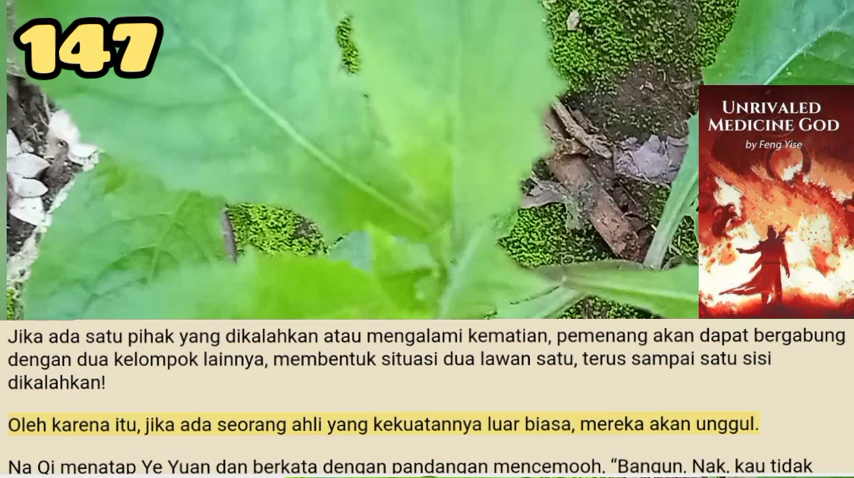 147
UNRIVALED
MEDICINE GOD
by Feng Yise
Jika ada satu pihak yang dikalahkan atau mengalami kematian, pemenang akan dapat bergabung
dengan dua kelompok lainnya, membentuk situasi dua lawan satu, terus sampai satu sisi
dikalahkan!
Oleh karena itu, jika ada seorang ahli yang kekuatannya luar biasa, mereka akan unggul.
Na Qi menatap Ye Yuan dan berkata dengan pandangan mencemooh, “Bangun, Nak, kau tidak